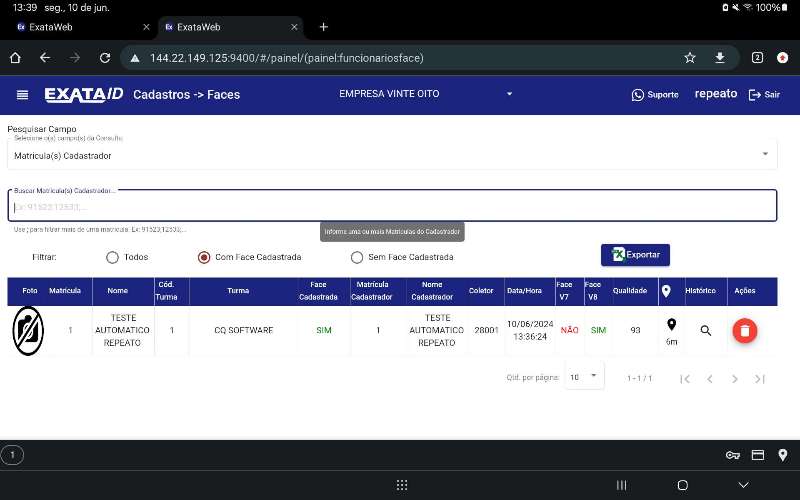 13:39 seg., 10 de jun. 100%
Ex ExataWeb Ex ExataWeb
144.22.149.125:9400/#/painel/(painel:funcionariosface) 2
EXATA ID Cadastros -> Faces EMPRESA VINTE OITO Suporte repeato Sair
Pesquisar Campo
Selecione o(s) campo(s) da Consulta
Matrícula(s) Cadastrador
Buscar Matrícula(s) Cadastrador...
Ex: 91523;12533;...
Use ; para filtrar mais de uma matrícula. Ex: 91523;12533;...
Informe uma ou mais Matrículas do Cadastrador
Filtrar: Todos Com Face Cadastrada Sem Face Cadastrada Exportar
Foto Matrícula Nome Cód. Turma Turma Face Cadastrada Matrícula Cadastrador Nome Cadastrador Coletor Data/Hora Face V7 Face V8 Qualidade Histórico Ações
1 TESTE AUTOMATICO REPEATO 1 CQ SOFTWARE SIM 1 TESTE AUTOMATICO REPEATO 28001 10/06/2024 13:36:24 NÃO SIM 93 6m
Qtd. por página: 10 1 - 1 / 1
1